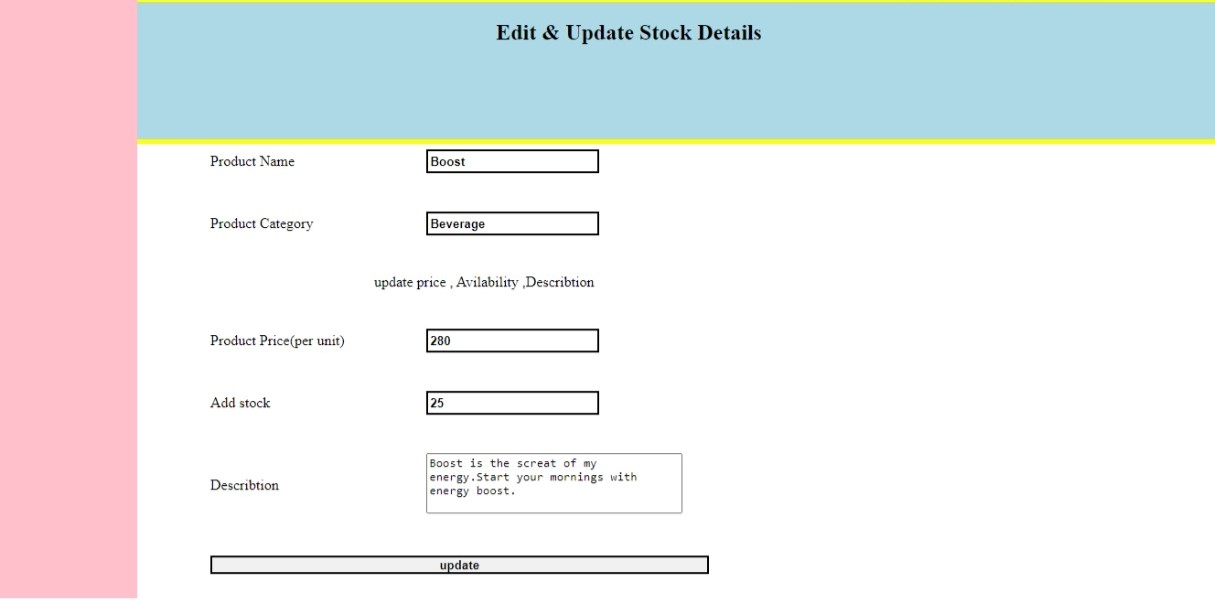 Edit & Update Stock Details
Product Name Boost
Product Category Beverage
update price , Avilability ,Describtion
Product Price(per unit) 280
Add stock 25
Describtion
Boost is the screat of my
energy.Start your mornings with
energy boost.
update